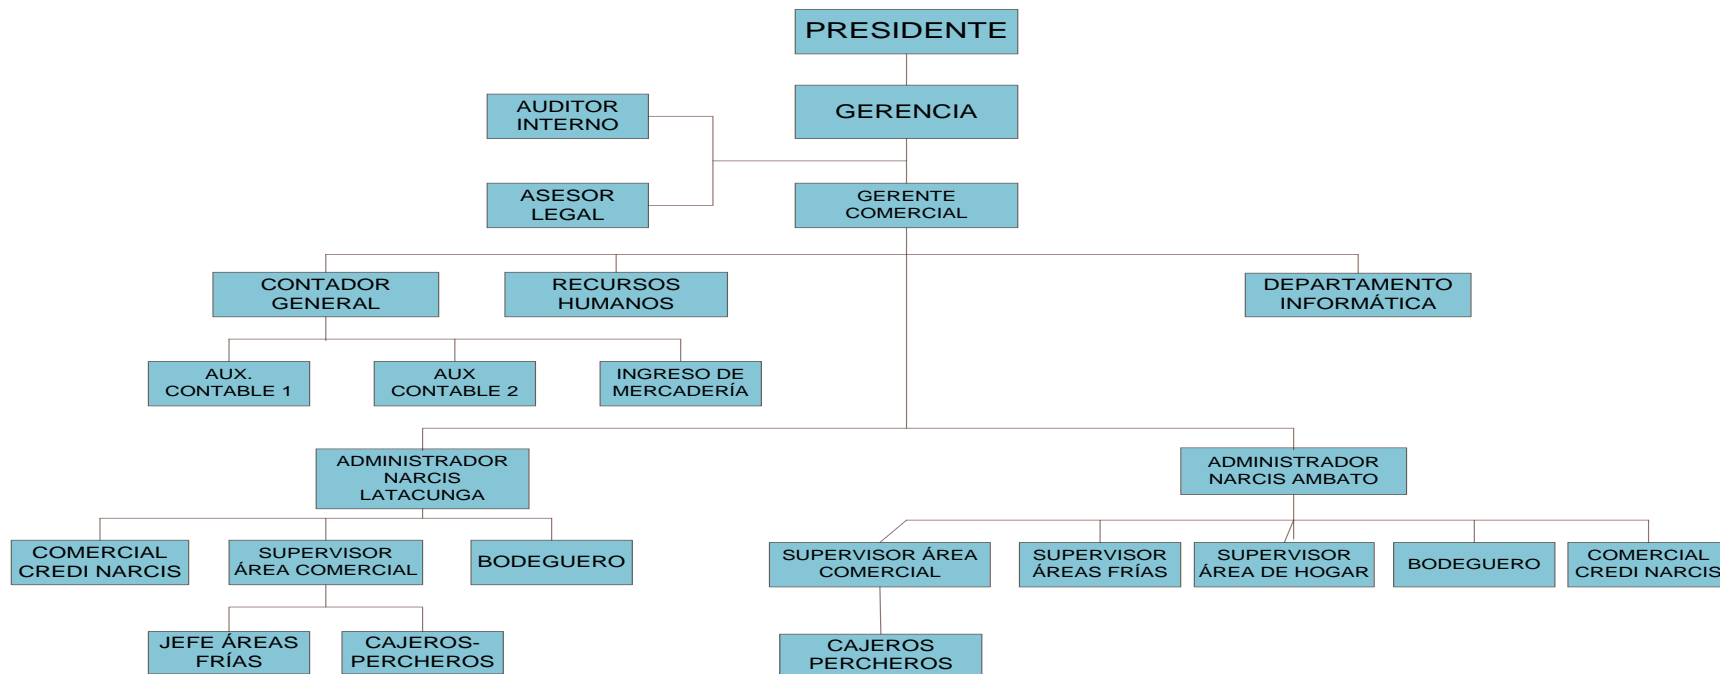 PRESIDENTE
GERENCIA
AUDITOR
INTERNO
ASESOR
LEGAL
GERENTE
COMERCIAL
CONTADOR
GENERAL
RECURSOS
HUMANOS
DEPARTAMENTO
INFORMÁTICA
AUX.
CONTABLE 1
AUX
CONTABLE 2
INGRESO DE
MERCADERÍA
ADMINISTRADOR
NARCIS
LATACUNGA
ADMINISTRADOR
NARCIS AMBATO
COMERCIAL
CREDI NARCIS
SUPERVISOR
ÁREA COMERCIAL
BODEGUERO
SUPERVISOR ÁREA
COMERCIAL
SUPERVISOR
ÁREAS FRÍAS
SUPERVISOR
ÁREA DE HOGAR
BODEGUERO
COMERCIAL
CREDI NARCIS
JEFE ÁREAS
FRÍAS
CAJEROS-
PERCHEROS
CAJEROS
PERCHEROS